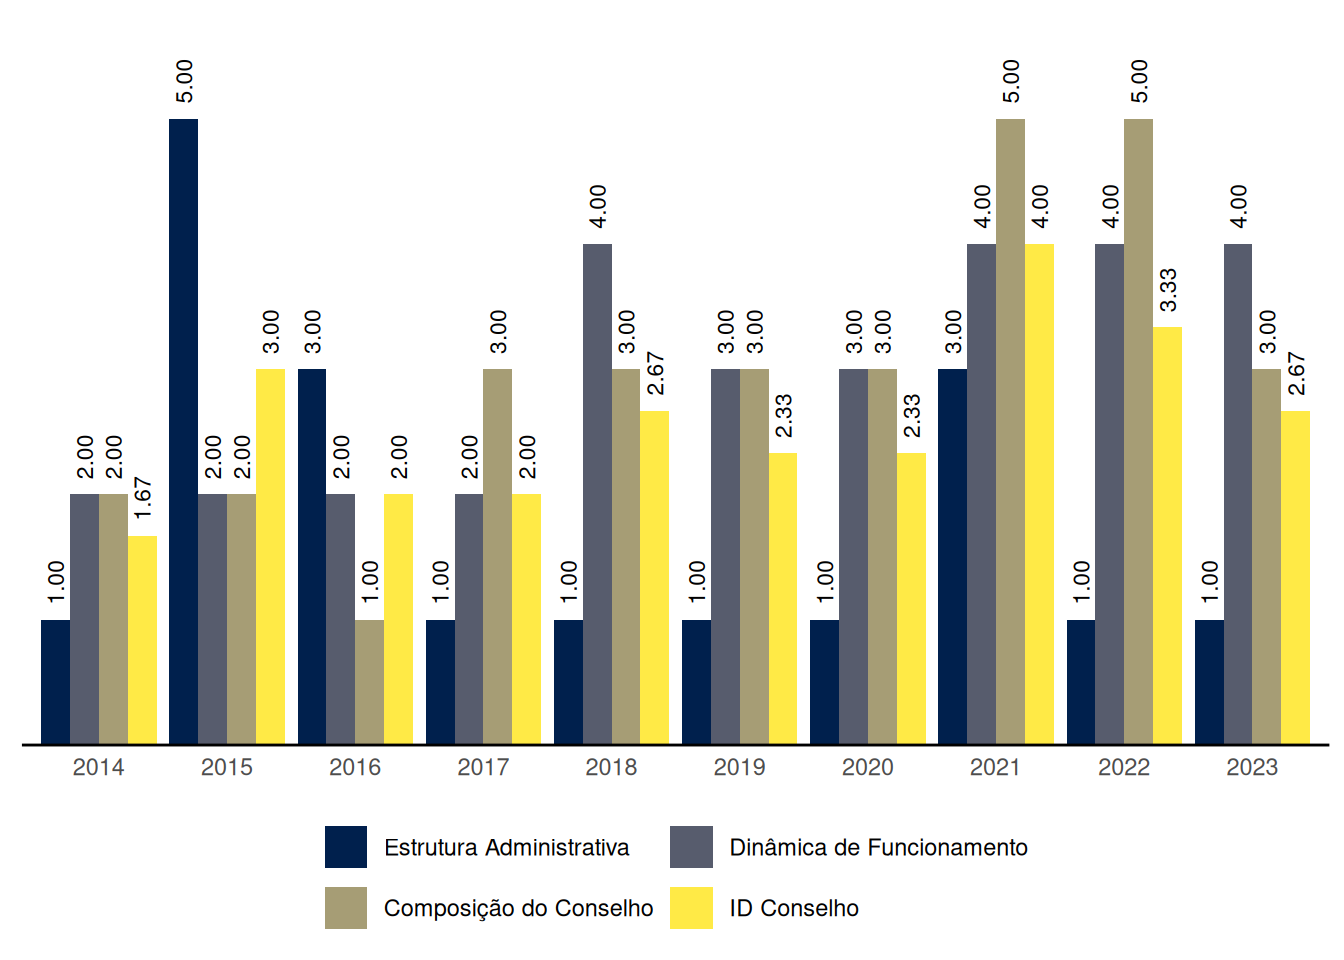 5.00 5.00 5.00
4.00 4.00 4.00 4.00 4.00
3.33
3.00 3.00 3.00 3.00 3.00 3.00 3.00 3.00 3.00 3.00
2.67 2.67
2.33 2.33
2.00 2.00 2.00 2.00 2.00 2.00 2.00 2.00
1.67
1.00 1.00 1.00 1.00 1.00 1.00 1.00 1.00
2014 2015 2016 2017 2018 2019 2020 2021 2022 2023
Estrutura Administrativa Dinâmica de Funcionamento
Composição do Conselho ID Conselho